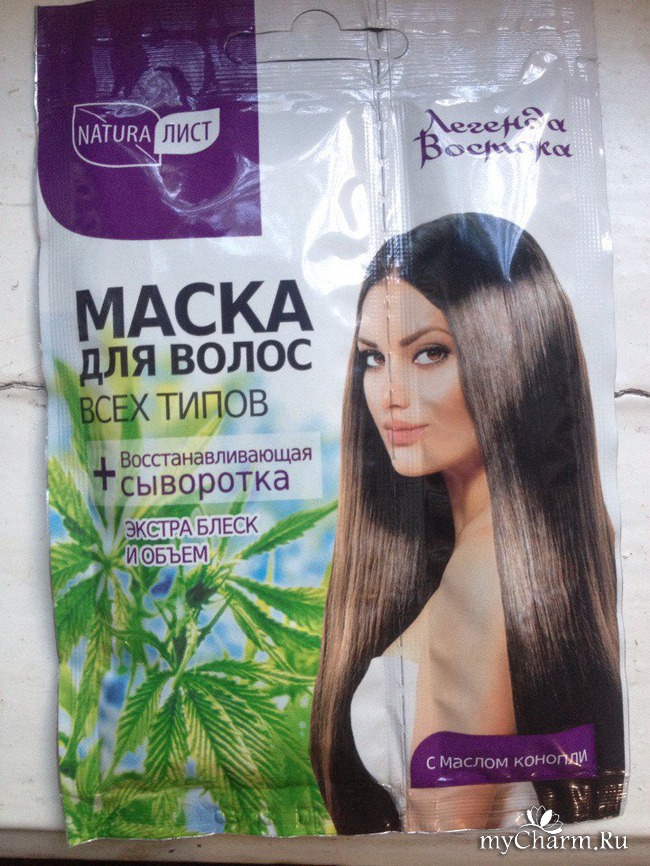 NATURA ЛИСТ
Легенда
Востока
МАСКА
ДЛЯ ВОЛОС
ВСЕХ ТИПОВ
+ Восстанавливающая
сыворотка
ЭКСТРА БЛЕСК
И ОБЪЕМ
с маслом конопли
myCharm.Ru